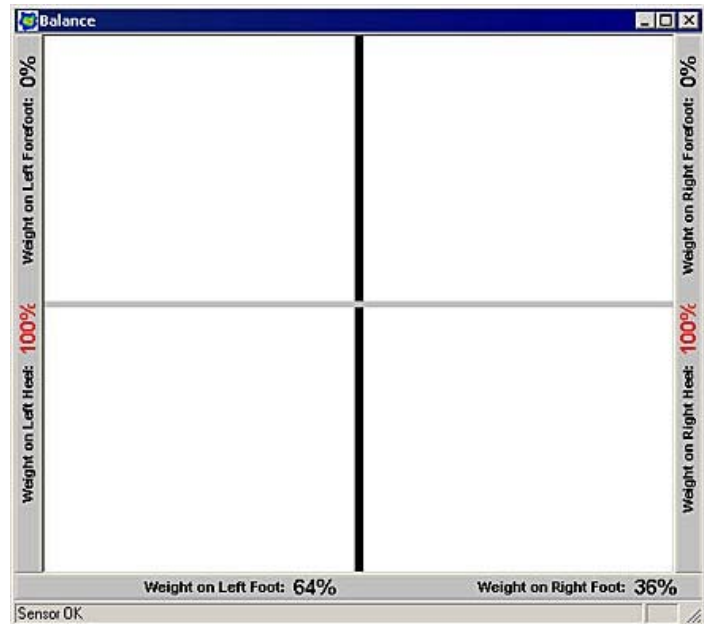 Balance
Weight on Left Forefoot: 0%
Weight on Left Heel: 100%
Weight on Right Forefoot: 0%
Weight on Right Heel: 100%
Weight on Left Foot: 64%
Weight on Right Foot: 36%
Sensor OK